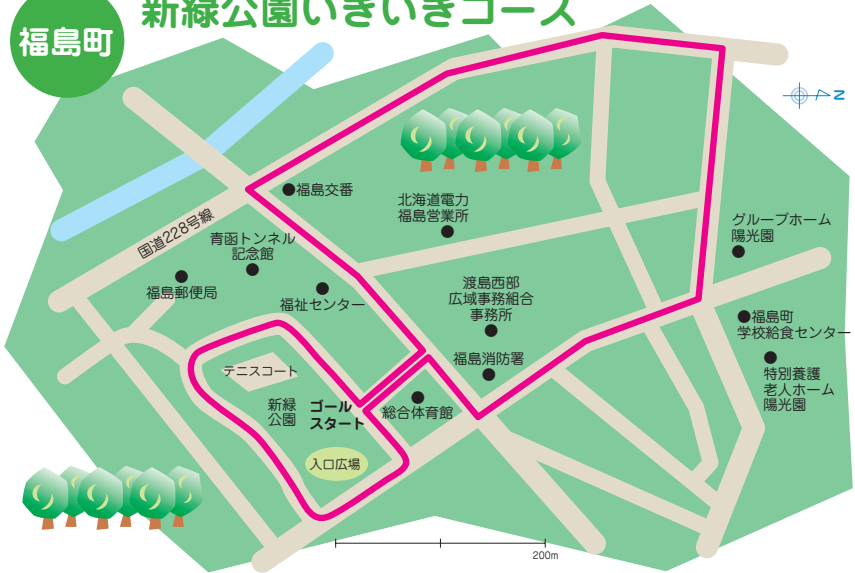 福島町
新緑公園いきいきコース
N
福島交番
北海道電力
福島営業所
国道228号線
青函トンネル
記念館
福島郵便局
福祉センター
渡島西部
広域事務組合
事務所
グループホーム
陽光園
福島町
学校給食センター
福島消防署
特別養護
老人ホーム
陽光園
テニスコート
新緑
公園
ゴール
スタート
総合体育館
入口広場
200m